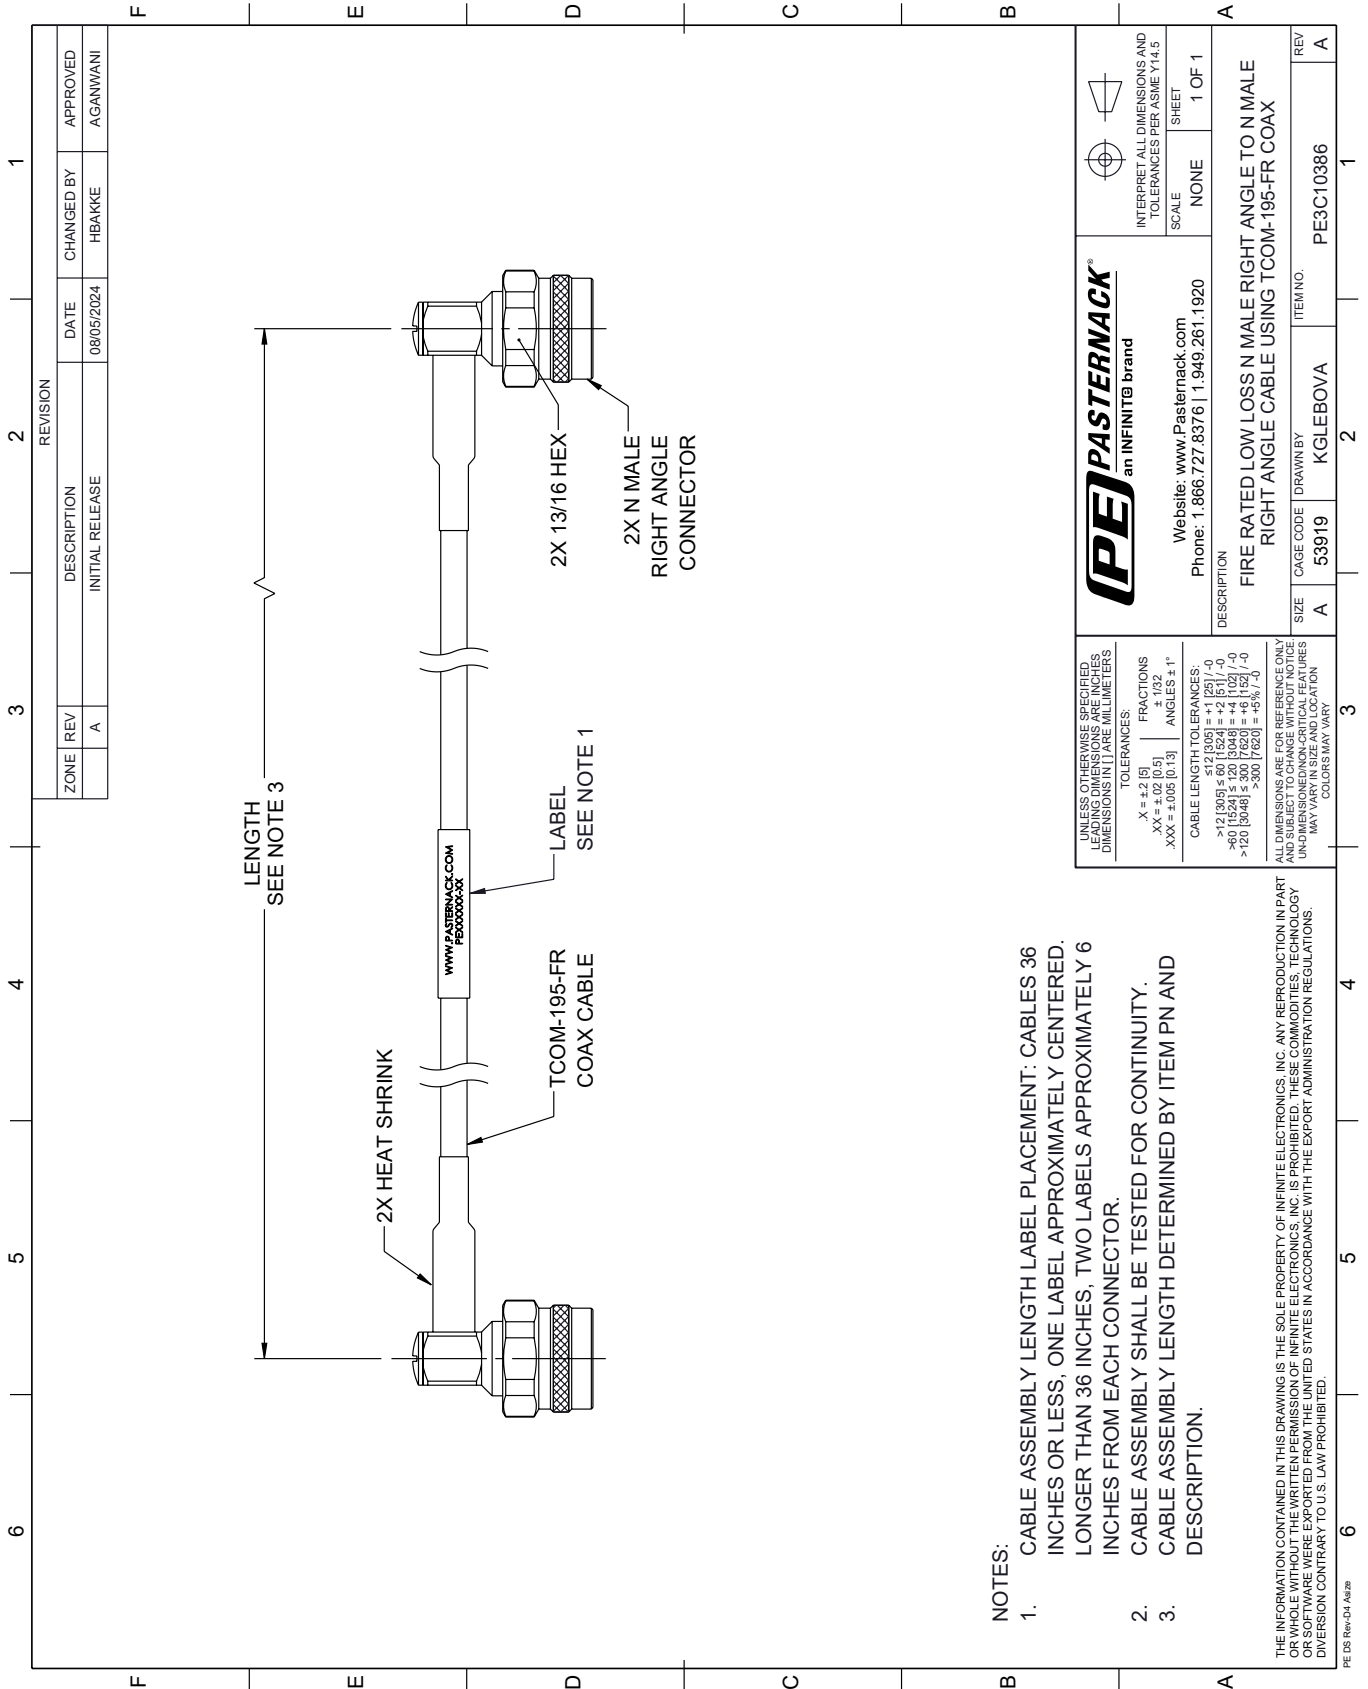 6
5
4
3
2
1
F
E
D
C
B
A
REVISION
ZONE REV DESCRIPTION DATE CHANGED BY APPROVED
A INITIAL RELEASE 08/05/2024 HBAKKE AGANWANI
LENGTH
SEE NOTE 3
2X HEAT SHRINK
WWW.PASTERNACK.COM
PEXXXXX-XX
TCOM-195-FR
COAX CABLE
LABEL
SEE NOTE 1
2X 13/16 HEX
2X N MALE
RIGHT ANGLE
CONNECTOR
NOTES:
1. CABLE ASSEMBLY LENGTH LABEL PLACEMENT: CABLES 36
INCHES OR LESS, ONE LABEL APPROXIMATELY CENTERED.
LONGER THAN 36 INCHES, TWO LABELS APPROXIMATELY 6
INCHES FROM EACH CONNECTOR.
2. CABLE ASSEMBLY SHALL BE TESTED FOR CONTINUITY.
3. CABLE ASSEMBLY LENGTH DETERMINED BY ITEM PN AND
DESCRIPTION.
THE INFORMATION CONTAINED IN THIS DRAWING IS THE SOLE PROPERTY OF INFINITE ELECTRONICS, INC. ANY REPRODUCTION IN PART
OR WHOLE WITHOUT THE WRITTEN PERMISSION OF INFINITE ELECTRONICS, INC. IS PROHIBITED. THESE COMMODITIES, TECHNOLOGY
OR SOFTWARE WERE EXPORTED FROM THE UNITED STATES IN ACCORDANCE WITH THE EXPORT ADMINISTRATION REGULATIONS.
DIVERSION CONTRARY TO U.S. LAW PROHIBITED.
UNLESS OTHERWISE SPECIFIED
LEADING DIMENSIONS ARE INCHES
DIMENSIONS IN [ ] ARE MILLIMETERS
TOLERANCES:
.X = ±.2 [5] FRACTIONS
.XX = ±.02 [0.5] ± 1/32
.XXX = ±.005 [0.13] ANGLES ± 1°
CABLE LENGTH TOLERANCES:
≤12 [305] = +1 [25] / -0
>12 [305] ≤ 60 [1524] = +2 [51] / -0
>60 [1524] ≤ 120 [3048] = +4 [102] / -0
>120 [3048] ≤ 300 [7620] = +6 [152] / -0
>300 [7620] = +5% / -0
ALL DIMENSIONS ARE FOR REFERENCE ONLY
AND SUBJECT TO CHANGE WITHOUT NOTICE.
UN-DIMENSIONED/NON-CRITICAL FEATURES
MAY VARY IN SIZE AND LOCATION
COLORS MAY VARY
PE PASTERNACK®
an INFINIT@ brand
Website: www.Pasternack.com
Phone: 1.866.727.8376 | 1.949.261.1920
INTERPRET ALL DIMENSIONS AND
TOLERANCES PER ASME Y14.5
SCALE SHEET
NONE 1 OF 1
DESCRIPTION
FIRE RATED LOW LOSS N MALE RIGHT ANGLE TO N MALE
RIGHT ANGLE CABLE USING TCOM-195-FR COAX
SIZE CAGE CODE DRAWN BY ITEM NO. REV
A 53919 KGLEBOVA PE3C10386 A
PE DS Rev-D4 Asize
6
5
4
3
2
1
F
E
D
C
B
A